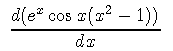 d(e^x cos x(x^2 − 1))
dx